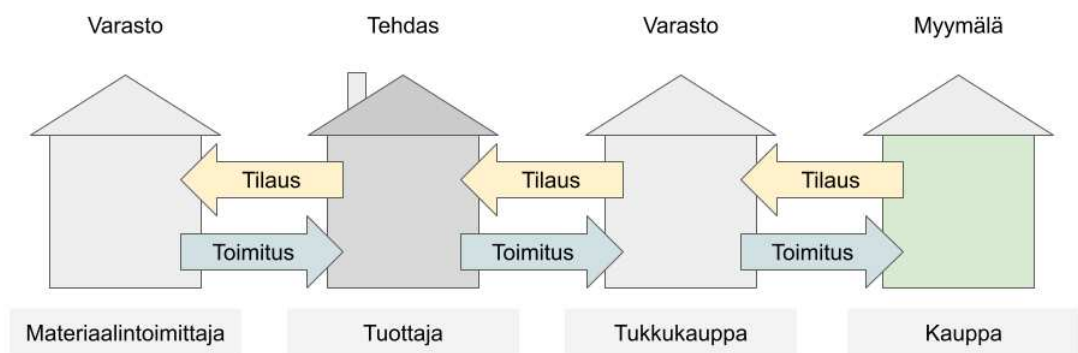 Varasto
Tehdas
Varasto
Myymälä
Tilaus
Tilaus
Tilaus
Toimitus
Toimitus
Toimitus
Materiaalintoimittaja
Tuottaja
Tukkukauppa
Kauppa